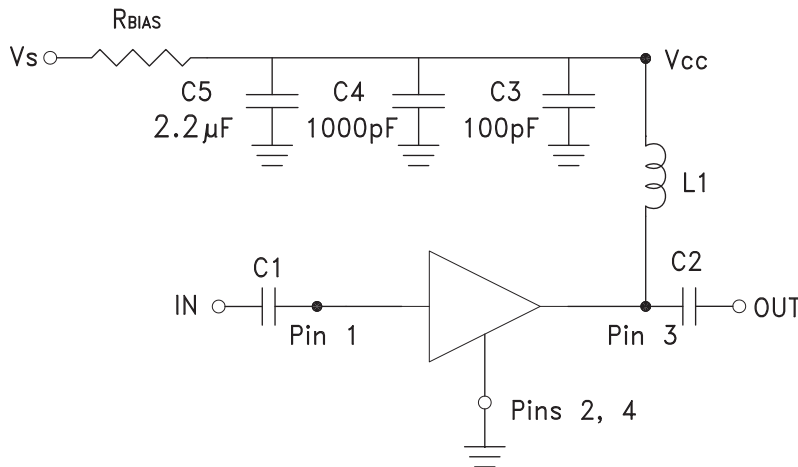 RBIAS
Vs
Vcc
C5
2.2µF
C4
1000pF
C3
100pF
L1
C1
C2
IN
OUT
Pin 1
Pin 3
Pins 2, 4